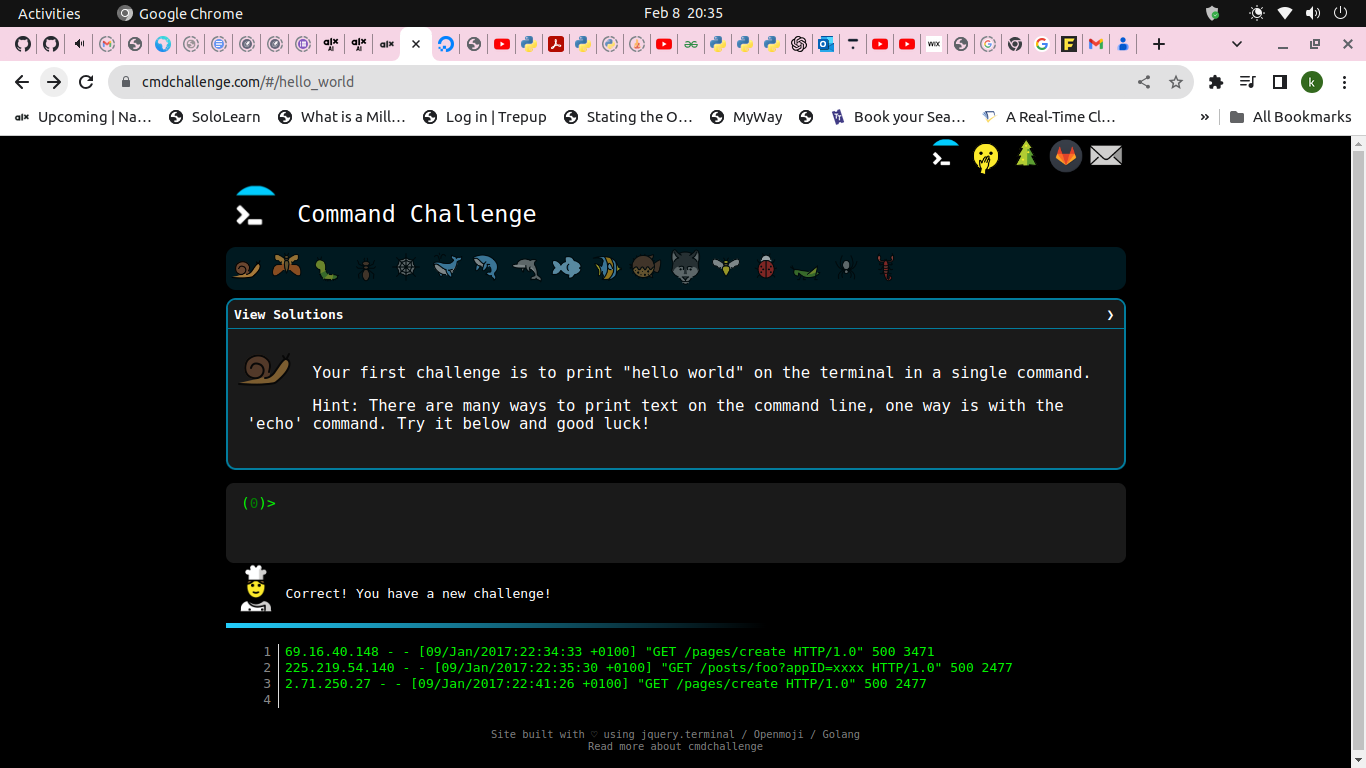 Activities Google Chrome Feb 8 20:35
cmdchallenge.com/#/hello_world k
alx Upcoming | Na… SoloLearn What is a Mill… Log in | Trepup Stating the O… MyWay Book your Sea… A Real-Time Cl… » All Bookmarks
Command Challenge
View Solutions ❯
Your first challenge is to print "hello world" on the terminal in a single command.
Hint: There are many ways to print text on the command line, one way is with the
'echo' command. Try it below and good luck!
(0)>
Correct! You have a new challenge!
1 69.16.40.148 - - [09/Jan/2017:22:34:33 +0100] "GET /pages/create HTTP/1.0" 500 3471
2 225.219.54.140 - - [09/Jan/2017:22:35:30 +0100] "GET /posts/foo?appID=xxxx HTTP/1.0" 500 2477
3 2.71.250.27 - - [09/Jan/2017:22:41:26 +0100] "GET /pages/create HTTP/1.0" 500 2477
4
Site built with ♡ using jquery.terminal / Openmoji / Golang
Read more about cmdchallenge